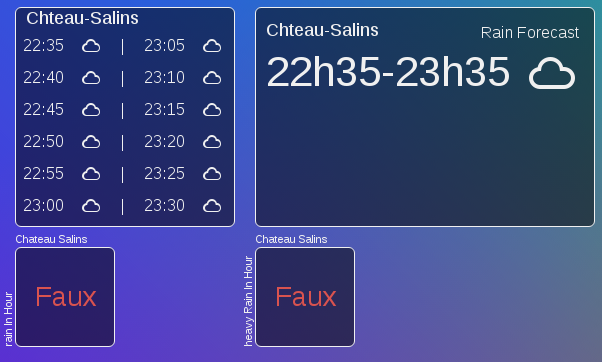 Chteau-Salins
22:35 | 23:05
22:40 | 23:10
22:45 | 23:15
22:50 | 23:20
22:55 | 23:25
23:00 | 23:30
Chteau-Salins
Rain Forecast
22h35-23h35
Chateau Salins
rain In Hour
Faux
Chateau Salins
heavy Rain In Hour
Faux